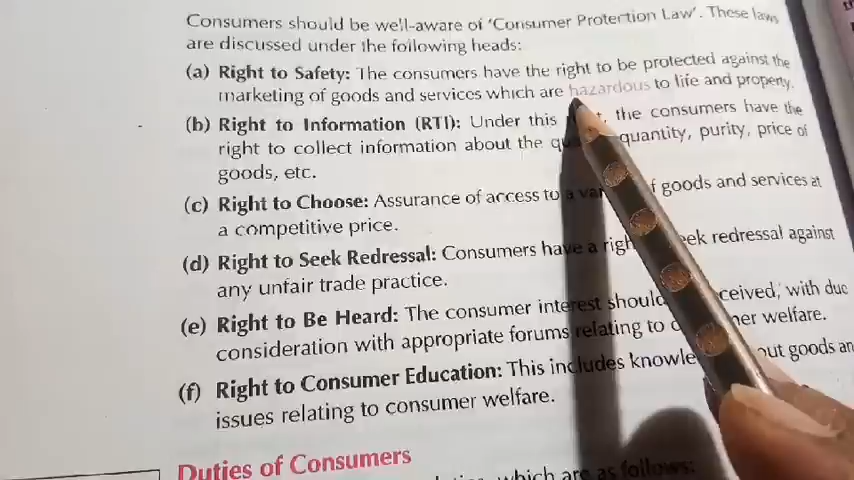 Consumers should be well-aware of 'Consumer Protection Law'. These laws
are discussed under the following heads:
(a) Right to Safety: The consumers have the right to be protected against the
marketing of goods and services which are hazardous to life and property.
(b) Right to Information (RTI): Under this the consumers have the
right to collect information about the quantity, purity, price of
goods, etc.
(c) Right to Choose: Assurance of access to a of goods and services at
a competitive price.
(d) Right to Seek Redressal: Consumers have a right seek redressal against
any unfair trade practice.
(e) Right to Be Heard: The consumer interest should with due
consideration with appropriate forums relating to welfare.
(f) Right to Consumer Education: This includes goods and
issues relating to consumer welfare.
Duties of Consumers
which are as follows: